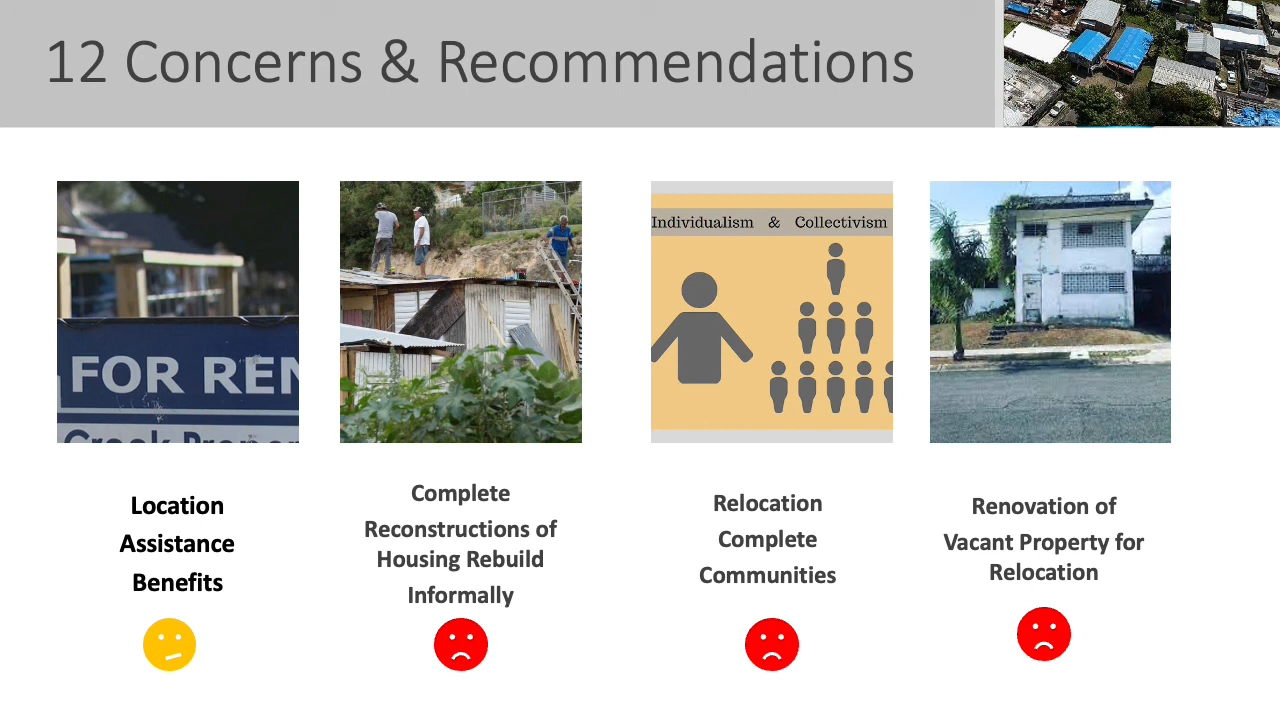 12 Concerns & Recommendations
FOR REN
Individualism & Collectivism
Location
Assistance
Benefits
Complete
Reconstructions of
Housing Rebuild
Informally
Relocation
Complete
Communities
Renovation of
Vacant Property for
Relocation